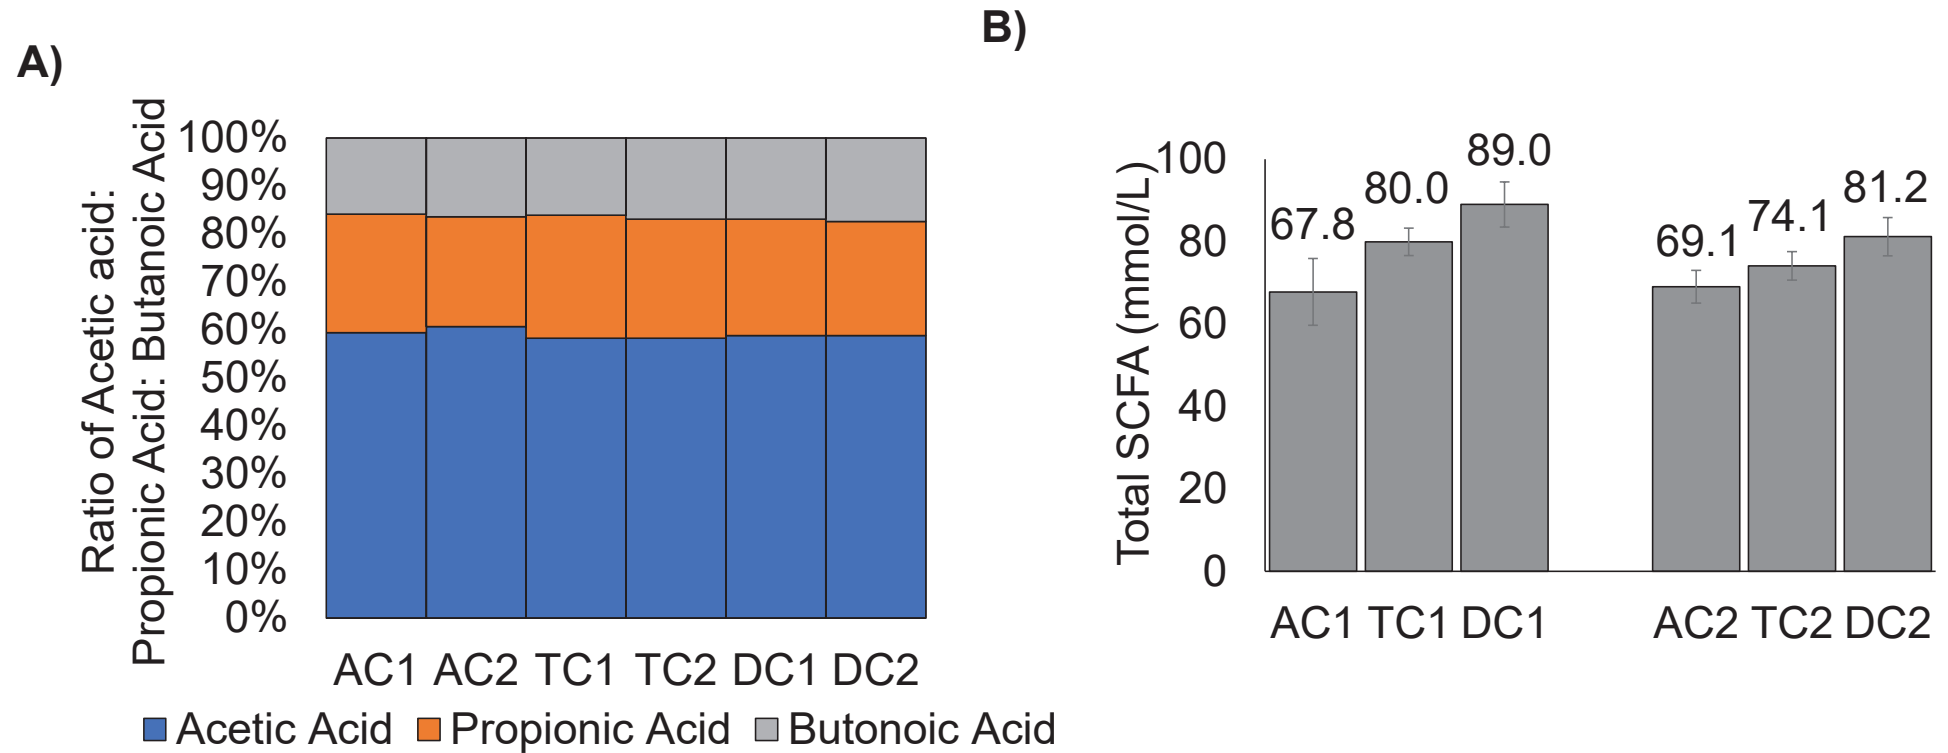 A)
Ratio of Acetic acid:
Propionic Acid: Butanoic Acid
100%
90%
80%
70%
60%
50%
40%
30%
20%
10%
0%
AC1 AC2 TC1 TC2 DC1 DC2
Acetic Acid Propionic Acid Butonoic Acid
B)
Total SCFA (mmol/L)
100
80
60
40
20
0
67.8 80.0 89.0 69.1 74.1 81.2
AC1 TC1 DC1 AC2 TC2 DC2